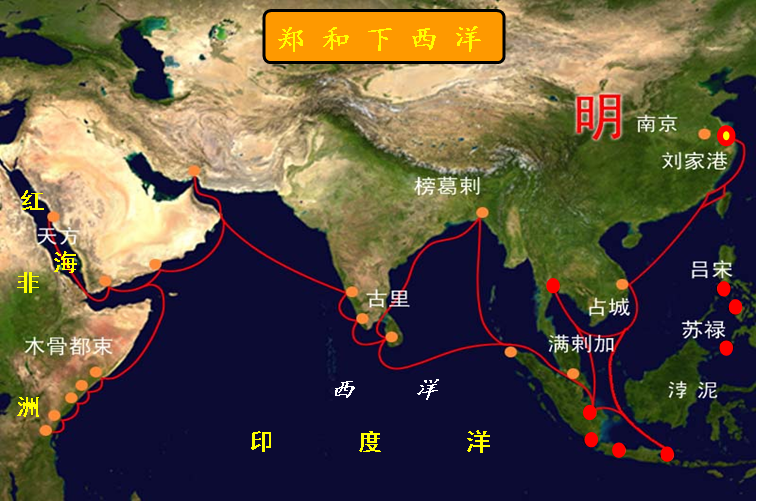 郑和下西洋
明
南京
刘家港
榜葛剌
红
海
天方
非
洲
吕宋
古里
占城
苏禄
木骨都束
满剌加
浡泥
西洋
印度洋